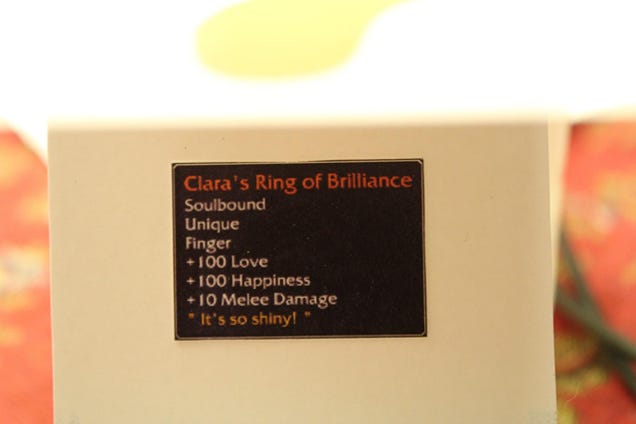 Clara's Ring of Brilliance
Soulbound
Unique
Finger
+100 Love
+100 Happiness
+10 Melee Damage
" It's so shiny! "